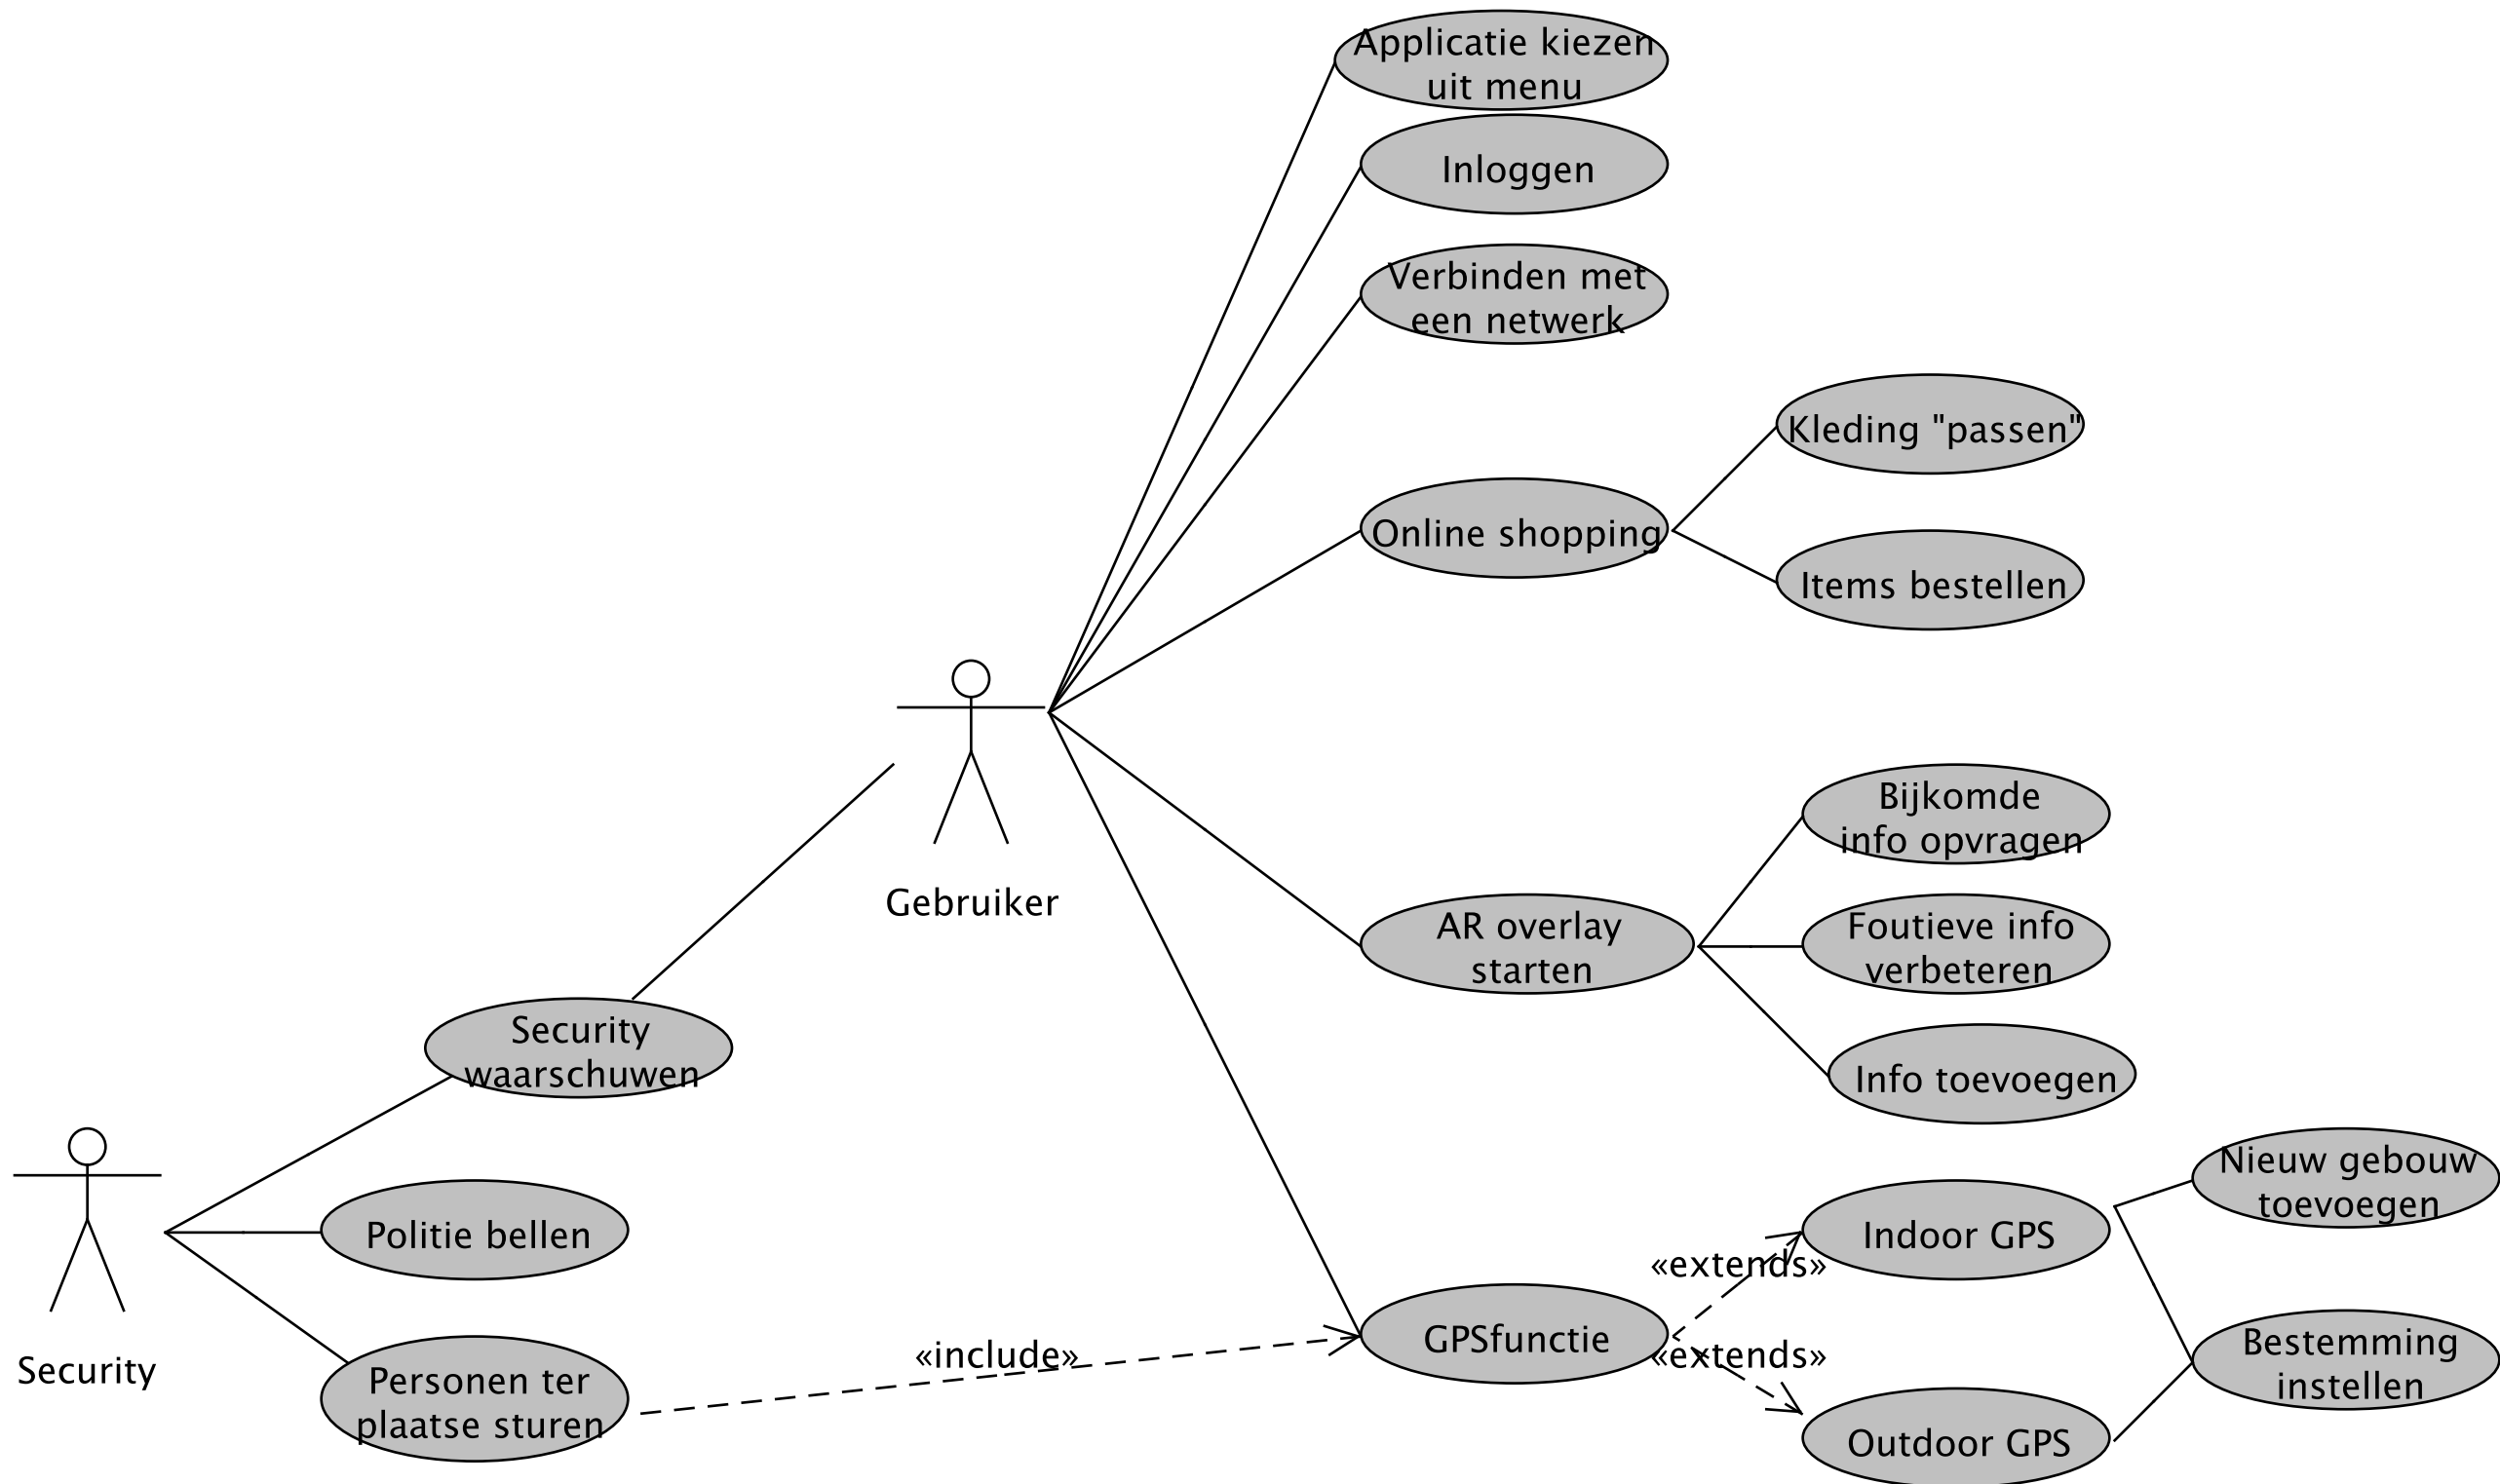 Applicatie kiezen
uit menu
Inloggen
Verbinden met
een netwerk
Kleding "passen"
Online shopping
Items bestellen
Bijkomde
info opvragen
Gebruiker
AR overlay
starten
Foutieve info
verbeteren
Security
waarschuwen
Info toevoegen
Nieuw gebouw
toevoegen
Politie bellen
Indoor GPS
«extends»
GPSfunctie
«extends»
«include»
Bestemming
instellen
Security
Personen ter
plaatse sturen
Outdoor GPS